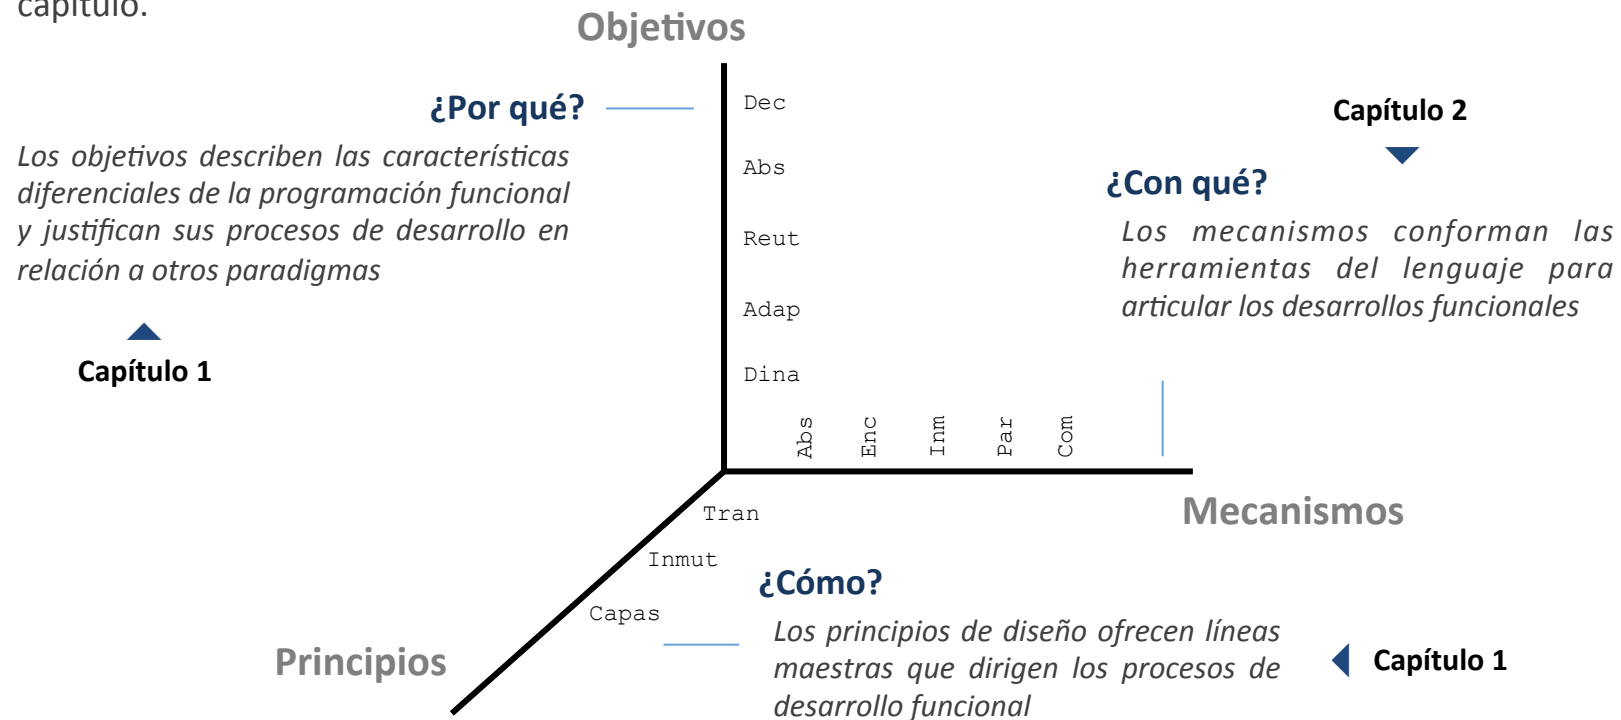 capítulo.
Objetivos
¿Por qué?
Los objetivos describen las características
diferenciales de la programación funcional
y justifican sus procesos de desarrollo en
relación a otros paradigmas
Capítulo 1
Dec
Abs
Reut
Adap
Dina
Capítulo 2
¿Con qué?
Los mecanismos conforman las
herramientas del lenguaje para
articular los desarrollos funcionales
Abs
Enc
Inm
Par
Com
Mecanismos
Tran
Inmut
Capas
Principios
¿Cómo?
Los principios de diseño ofrecen líneas
maestras que dirigen los procesos de
desarrollo funcional
Capítulo 1